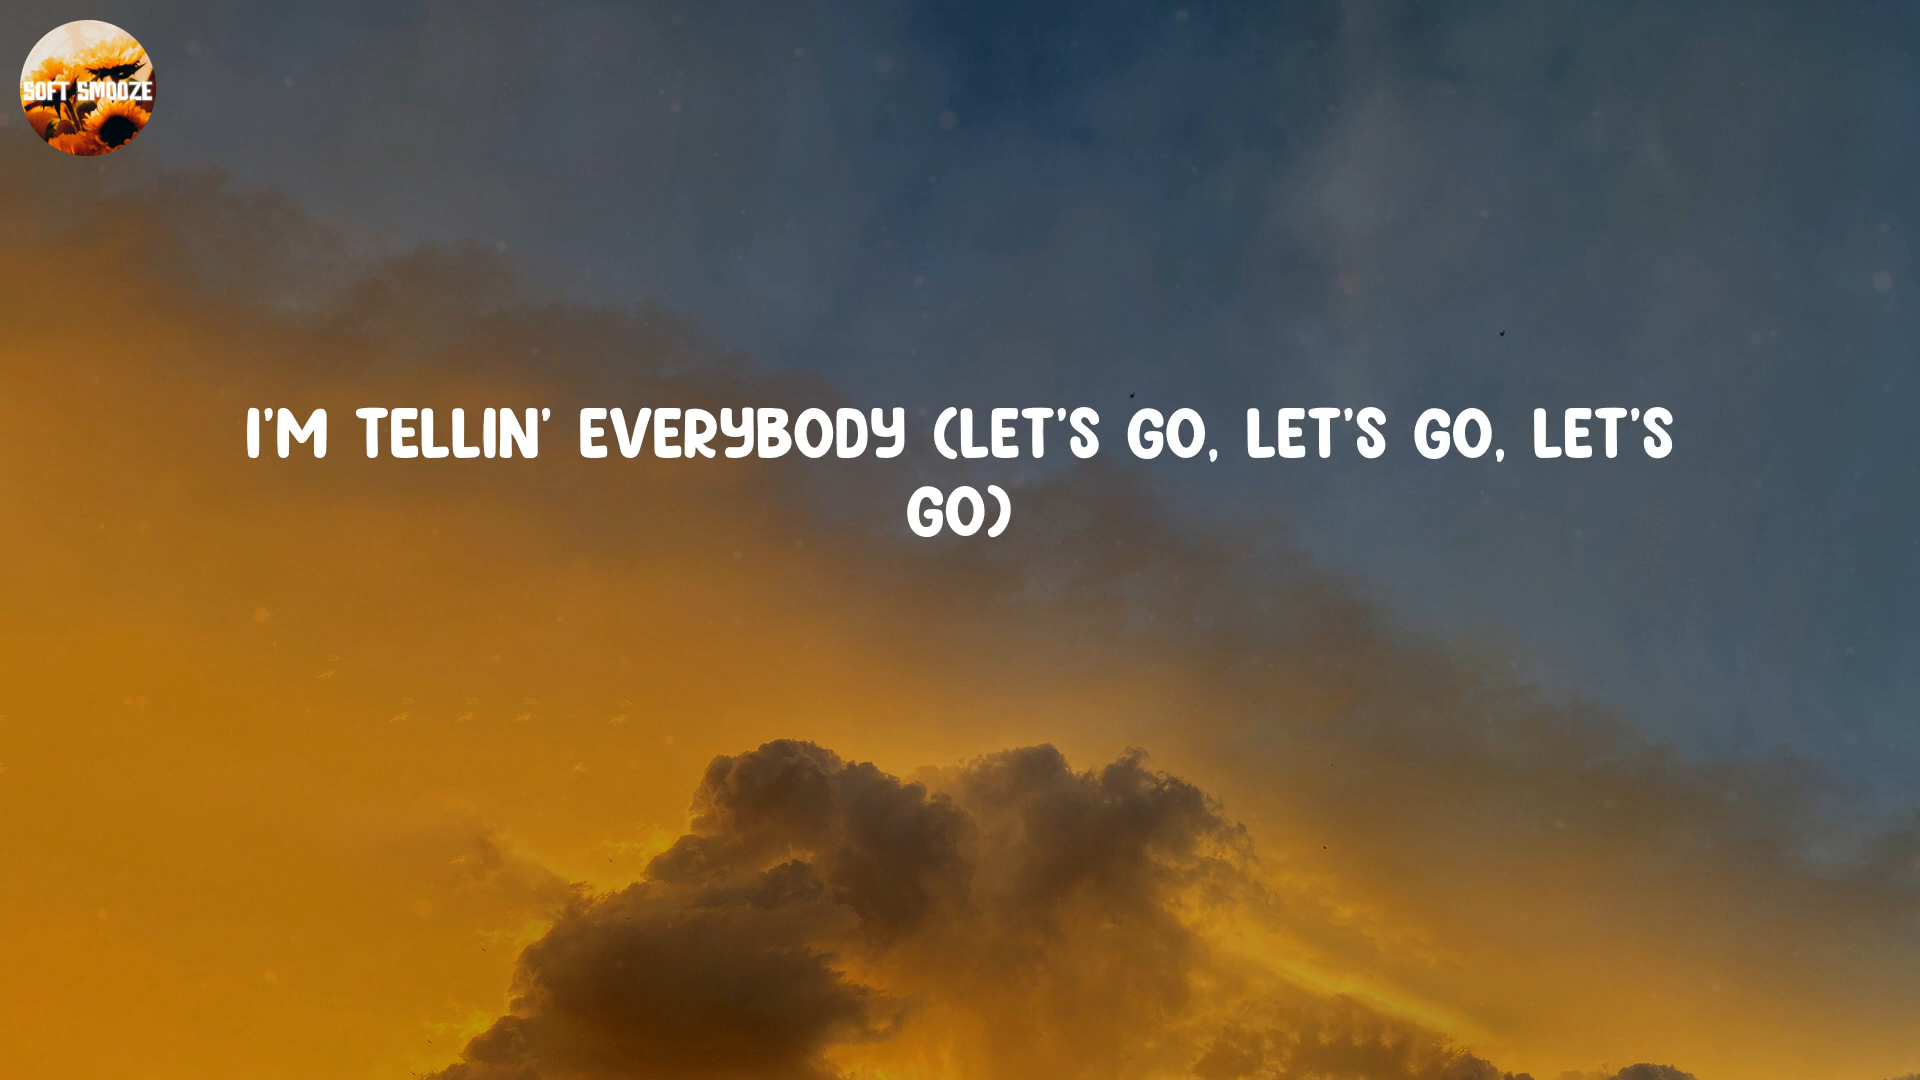 SOFT SMOOZE
I'M TELLIN' EVERYBODY (LET'S GO, LET'S GO, LET'S
GO)